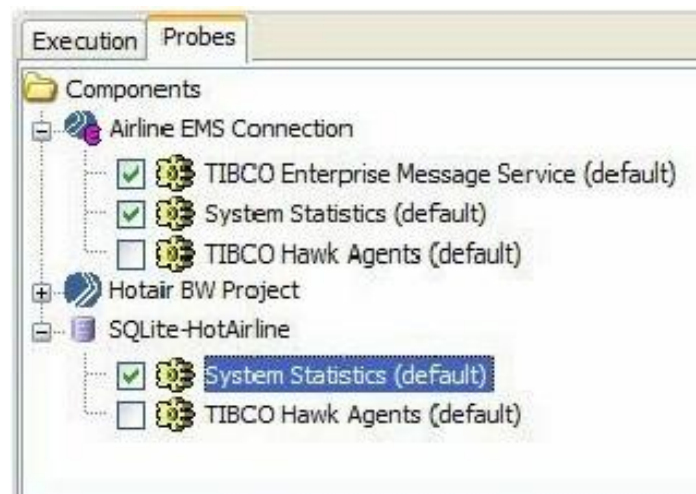 Execution Probes
Components
Airline EMS Connection
TIBCO Enterprise Message Service (default)
System Statistics (default)
TIBCO Hawk Agents (default)
Hotair BW Project
SQLite-HotAirline
System Statistics (default)
TIBCO Hawk Agents (default)